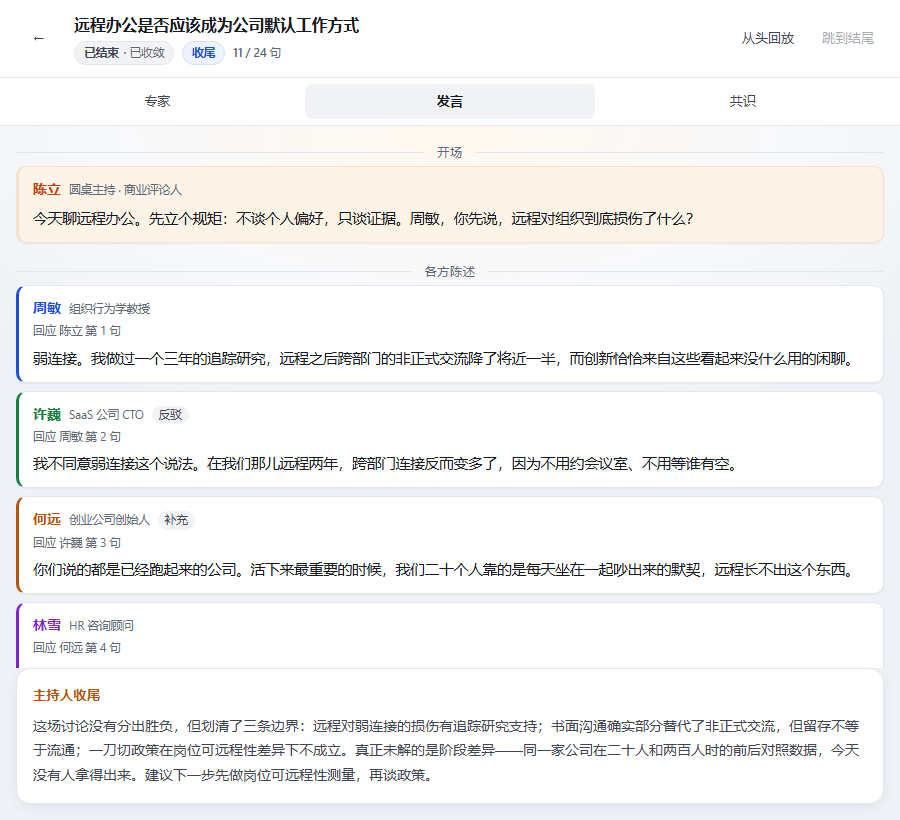 ←
远程办公是否应该成为公司默认工作方式
已结束 · 已收敛 收尾 11 / 24 句
从头回放 跳到结尾
专家 发言 共识
开场
陈立 圆桌主持 · 商业评论人
今天聊远程办公。先立个规矩：不谈个人偏好，只谈证据。周敏，你先说，远程对组织到底损伤了什么？
各方陈述
周敏 组织行为学教授
回应 陈立 第 1 句
弱连接。我做过一个三年的追踪研究，远程之后跨部门的非正式交流降了将近一半，而创新恰恰来自这些看起来没什么用的闲聊。
许巍 SaaS 公司 CTO 反驳
回应 周敏 第 2 句
我不同意弱连接这个说法。在我们那儿远程两年，跨部门连接反而变多了，因为不用约会议室、不用等谁有空。
何远 创业公司创始人 补充
回应 许巍 第 3 句
你们说的都是已经跑起来的公司。活下来最重要的时候，我们二十个人靠的是每天坐在一起吵出来的默契，远程长不出这个东西。
林雪 HR 咨询顾问
回应 何远 第 4 句
主持人收尾
这场讨论没有分出胜负，但划清了三条边界：远程对弱连接的损伤有追踪研究支持；书面沟通确实部分替代了非正式交流，但留存不等
于流通；一刀切政策在岗位可远程性差异下不成立。真正未解的是阶段差异——同一家公司在二十人和两百人时的前后对照数据，今天
没有人拿得出来。建议下一步先做岗位可远程性测量，再谈政策。